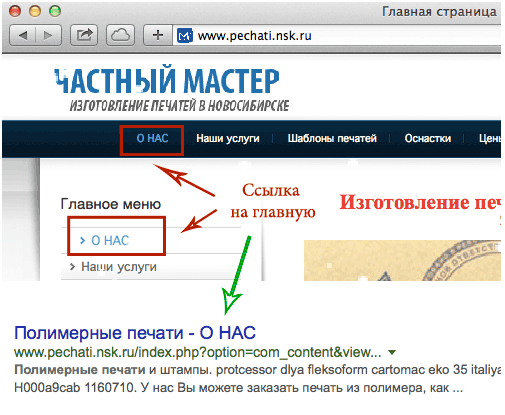 Главная страница
www.pechati.nsk.ru
ЧАСТНЫЙ МАСТЕР
ИЗГОТОВЛЕНИЕ ПЕЧАТЕЙ В НОВОСИБИРСКЕ
О НАС Наши услуги Шаблоны печатей Оснастки Цены
Ссылка
на главную
Главное меню
О НАС
Наши услуги
Изготовление пе
Полимерные печати - О НАС
www.pechati.nsk.ru/index.php?option=com_content&view...
Полимерные печати и штампы. protcessor dlya fleksoform cartomac eko 35 italiya
H000a9cab 1160710. У нас Вы можете заказать печать из полимера, как ...